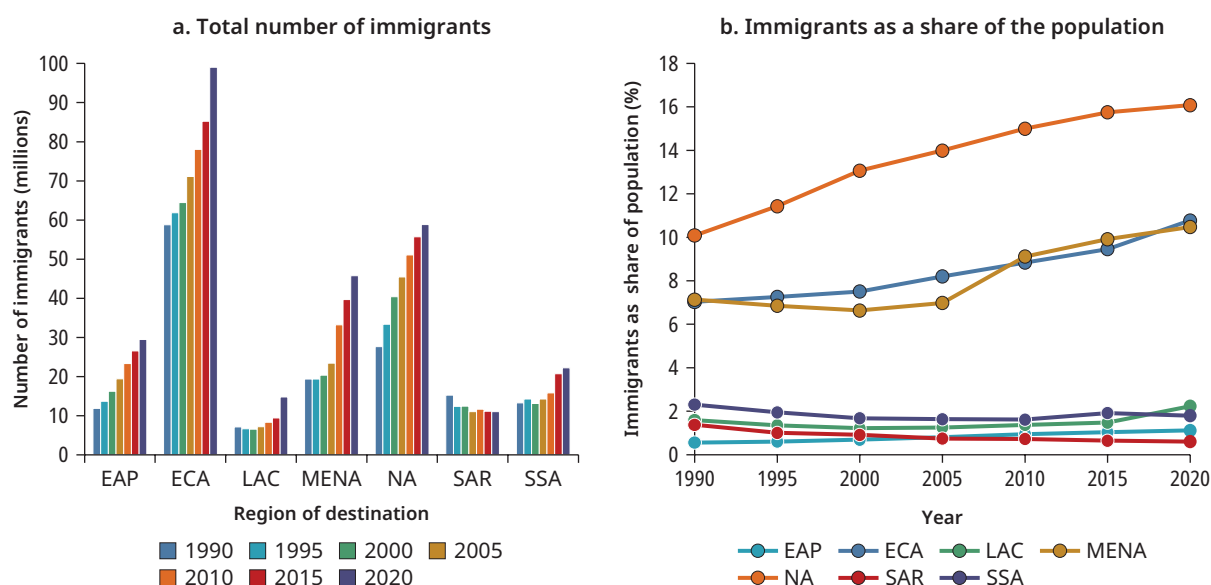 a. Total number of immigrants
Number of immigrants (millions)
100
90
80
70
60
50
40
30
20
10
0
EAP ECA LAC MENA NA SAR SSA
Region of destination
1990 1995 2000 2005
2010 2015 2020
b. Immigrants as a share of the population
Immigrants as share of population (%)
18
16
14
12
10
8
6
4
2
0
1990 1995 2000 2005 2010 2015 2020
Year
EAP ECA LAC MENA
NA SAR SSA